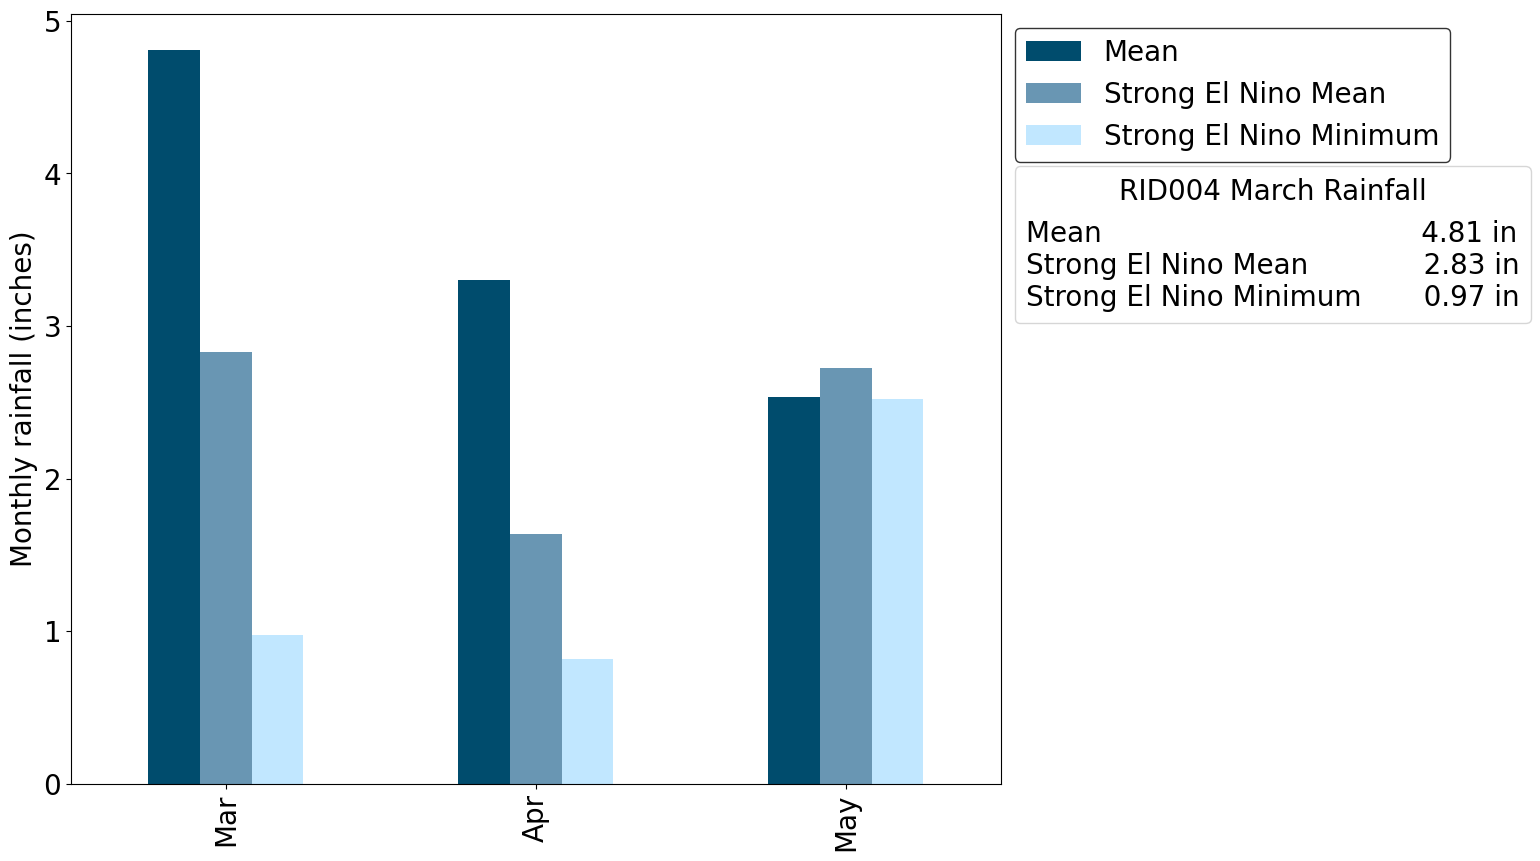 5
4
3
2
1
0
Monthly rainfall (inches)
Mar
Apr
May
Mean
Strong El Nino Mean
Strong El Nino Minimum
RID004 March Rainfall
Mean 4.81 in
Strong El Nino Mean 2.83 in
Strong El Nino Minimum 0.97 in